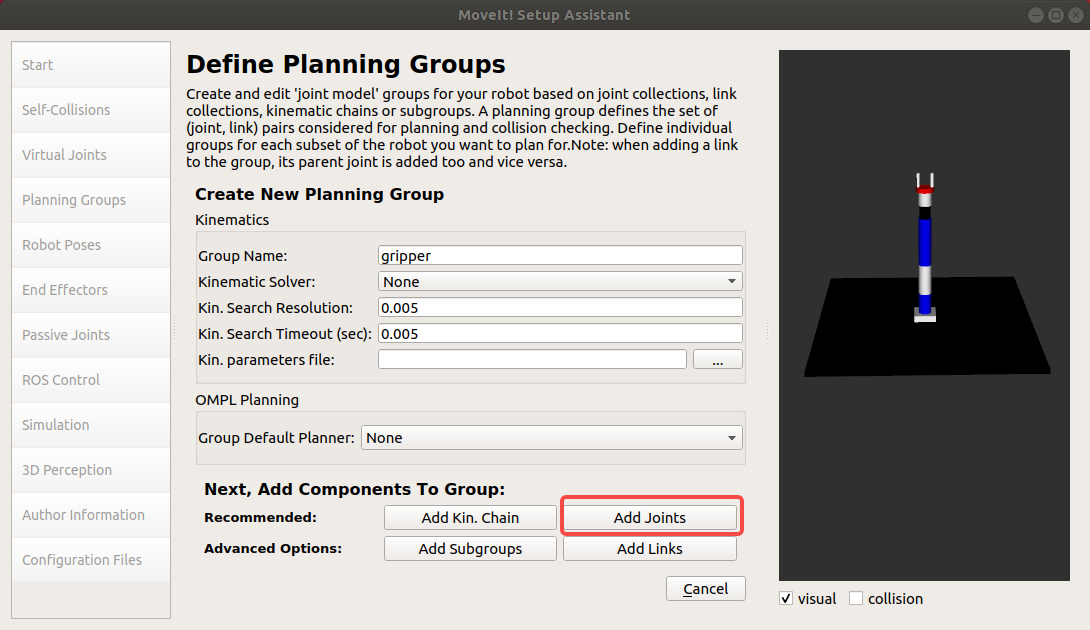 MoveIt! Setup Assistant
Start
Self-Collisions
Virtual Joints
Planning Groups
Robot Poses
End Effectors
Passive Joints
ROS Control
Simulation
3D Perception
Author Information
Configuration Files
Define Planning Groups
Create and edit 'joint model' groups for your robot based on joint collections, link
collections, kinematic chains or subgroups. A planning group defines the set of
(joint, link) pairs considered for planning and collision checking. Define individual
groups for each subset of the robot you want to plan for.Note: when adding a link
to the group, its parent joint is added too and vice versa.
Create New Planning Group
Kinematics
Group Name: gripper
Kinematic Solver: None
Kin. Search Resolution: 0.005
Kin. Search Timeout (sec): 0.005
Kin. parameters file: ...
OMPL Planning
Group Default Planner: None
Next, Add Components To Group:
Recommended: Add Kin. Chain Add Joints
Advanced Options: Add Subgroups Add Links
Cancel
visual collision